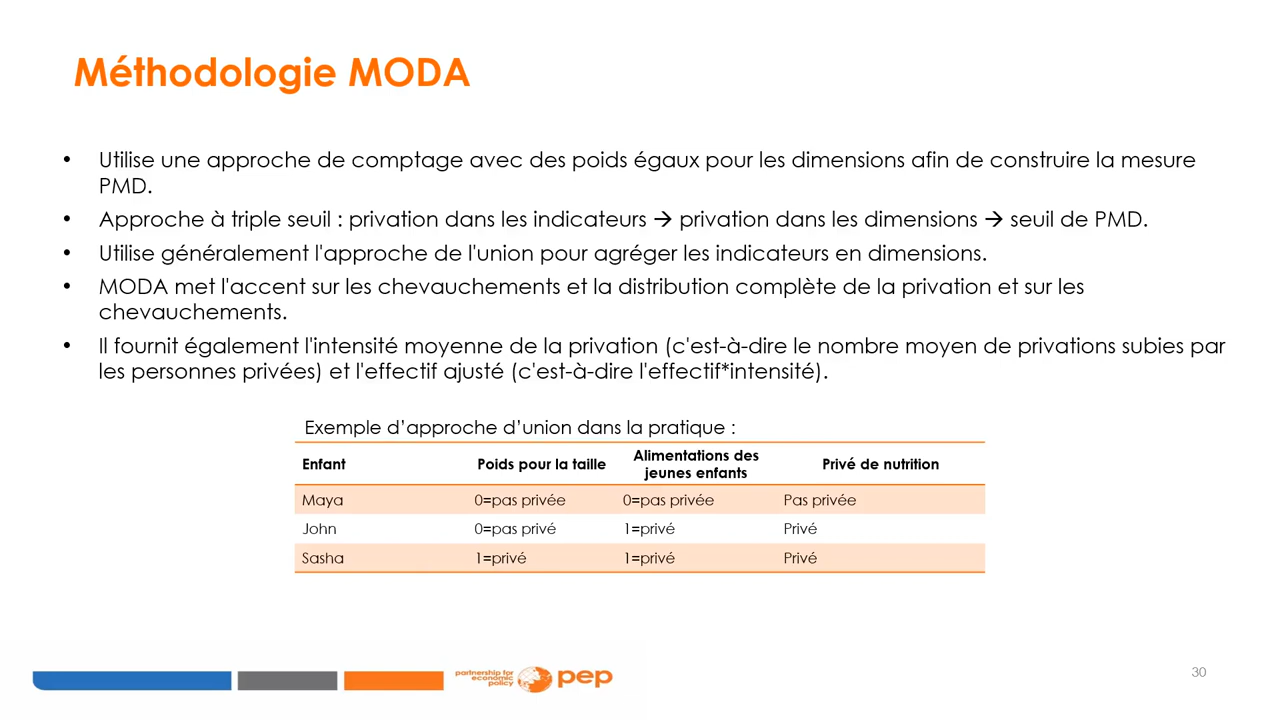 Méthodologie MODA
• Utilise une approche de comptage avec des poids égaux pour les dimensions afin de construire la mesure
PMD.
• Approche à triple seuil : privation dans les indicateurs → privation dans les dimensions → seuil de PMD.
• Utilise généralement l'approche de l'union pour agréger les indicateurs en dimensions.
• MODA met l'accent sur les chevauchements et la distribution complète de la privation et sur les
chevauchements.
• Il fournit également l'intensité moyenne de la privation (c'est-à-dire le nombre moyen de privations subies par
les personnes privées) et l'effectif ajusté (c'est-à-dire l'effectif*intensité).
Exemple d’approche d’union dans la pratique :
Enfant Poids pour la taille Alimentations des jeunes enfants Privé de nutrition
Maya 0=pas privée 0=pas privée Pas privée
John 0=pas privé 1=privé Privé
Sasha 1=privé 1=privé Privé
partnership for
economic
policy
pep
30